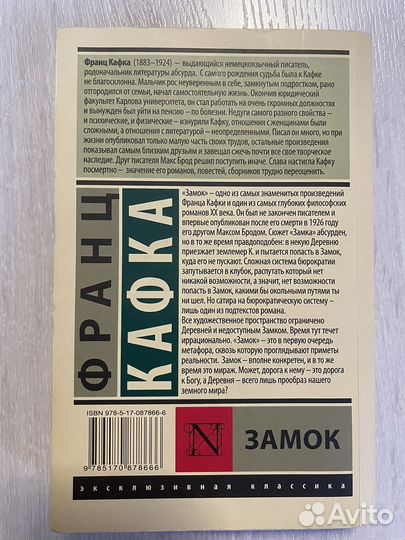 Франц Кафка (1883–1924) – выдающийся немецкоязычный писатель,
родоначальник литературы абсурда. С самого рождения судьба была к Кафке
не благосклонна. Мальчик рос неуверенным в себе, замкнутым подростком, рано
отгородился от семьи, начал самостоятельную жизнь. Окончив юридический
факультет Карлова университета, он стал работать на очень скромных должностях
и вынужден был уйти на пенсию – по болезни. Недуги самого разного свойства –
и психические, и физические – изнуряли Кафку, отношения с женщинами были
сложными, а отношения с литературой – неопределенными. Писал он много, но при
жизни опубликовал только малую часть своих трудов, остальные произведения
показывал самым близким друзьям и завещал сжечь почти все свое творческое
наследие. Друг писателя Макс Брод решил поступить иначе. Слава настигла Кафку
посмертно – значение его романов, повестей, сборников трудно переоценить.
ФРАНЦ
КАФКА
«Замок» – одно из самых знаменитых произведений
Франца Кафки и один из самых глубоких философских
романов XX века. Он был не закончен писателем и
впервые опубликован после его смерти в 1926 году
его другом Максом Бродом. Сюжет «Замка» абсурден,
но в то же время правдоподобен: в некую Деревню
приезжает землемер К. и пытается попасть в Замок,
куда его не пускают. Сложная система бюрократии
запутывается в клубок, распутать который нет
никакой возможности, а значит, нет возможности
попасть в Замок, какими бы окольными путями ты
ни шел. Но сатира на бюрократическую систему –
лишь один из подтекстов романа.
Все художественное пространство ограничено
Деревней и недоступным Замком. Время тут течет
иррационально. «Замок» – это в первую очередь
метафора, сквозь которую проглядывают приметы
реальности. Замок – вполне конкретен, и в то же
время это мираж. Может, дорога к нему – это дорога
к Богу, а Деревня – всего лишь прообраз нашего
земного мира?
ISBN 978-5-17-087866-6
9 785170 878666
N
ЗАМОК
эксклюзивная классика
Avito